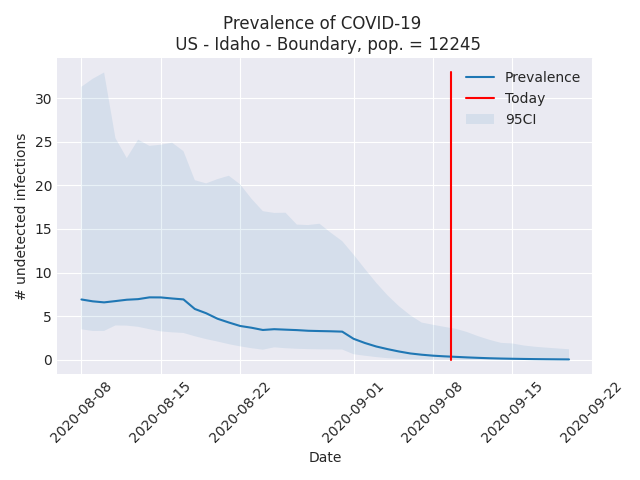 Prevalence of COVID-19
US - Idaho - Boundary, pop. = 12245
Prevalence
Today
95CI
# undetected infections
30
25
20
15
10
5
0
2020-08-08
2020-08-15
2020-08-22
2020-09-01
2020-09-08
2020-09-15
2020-09-22
Date